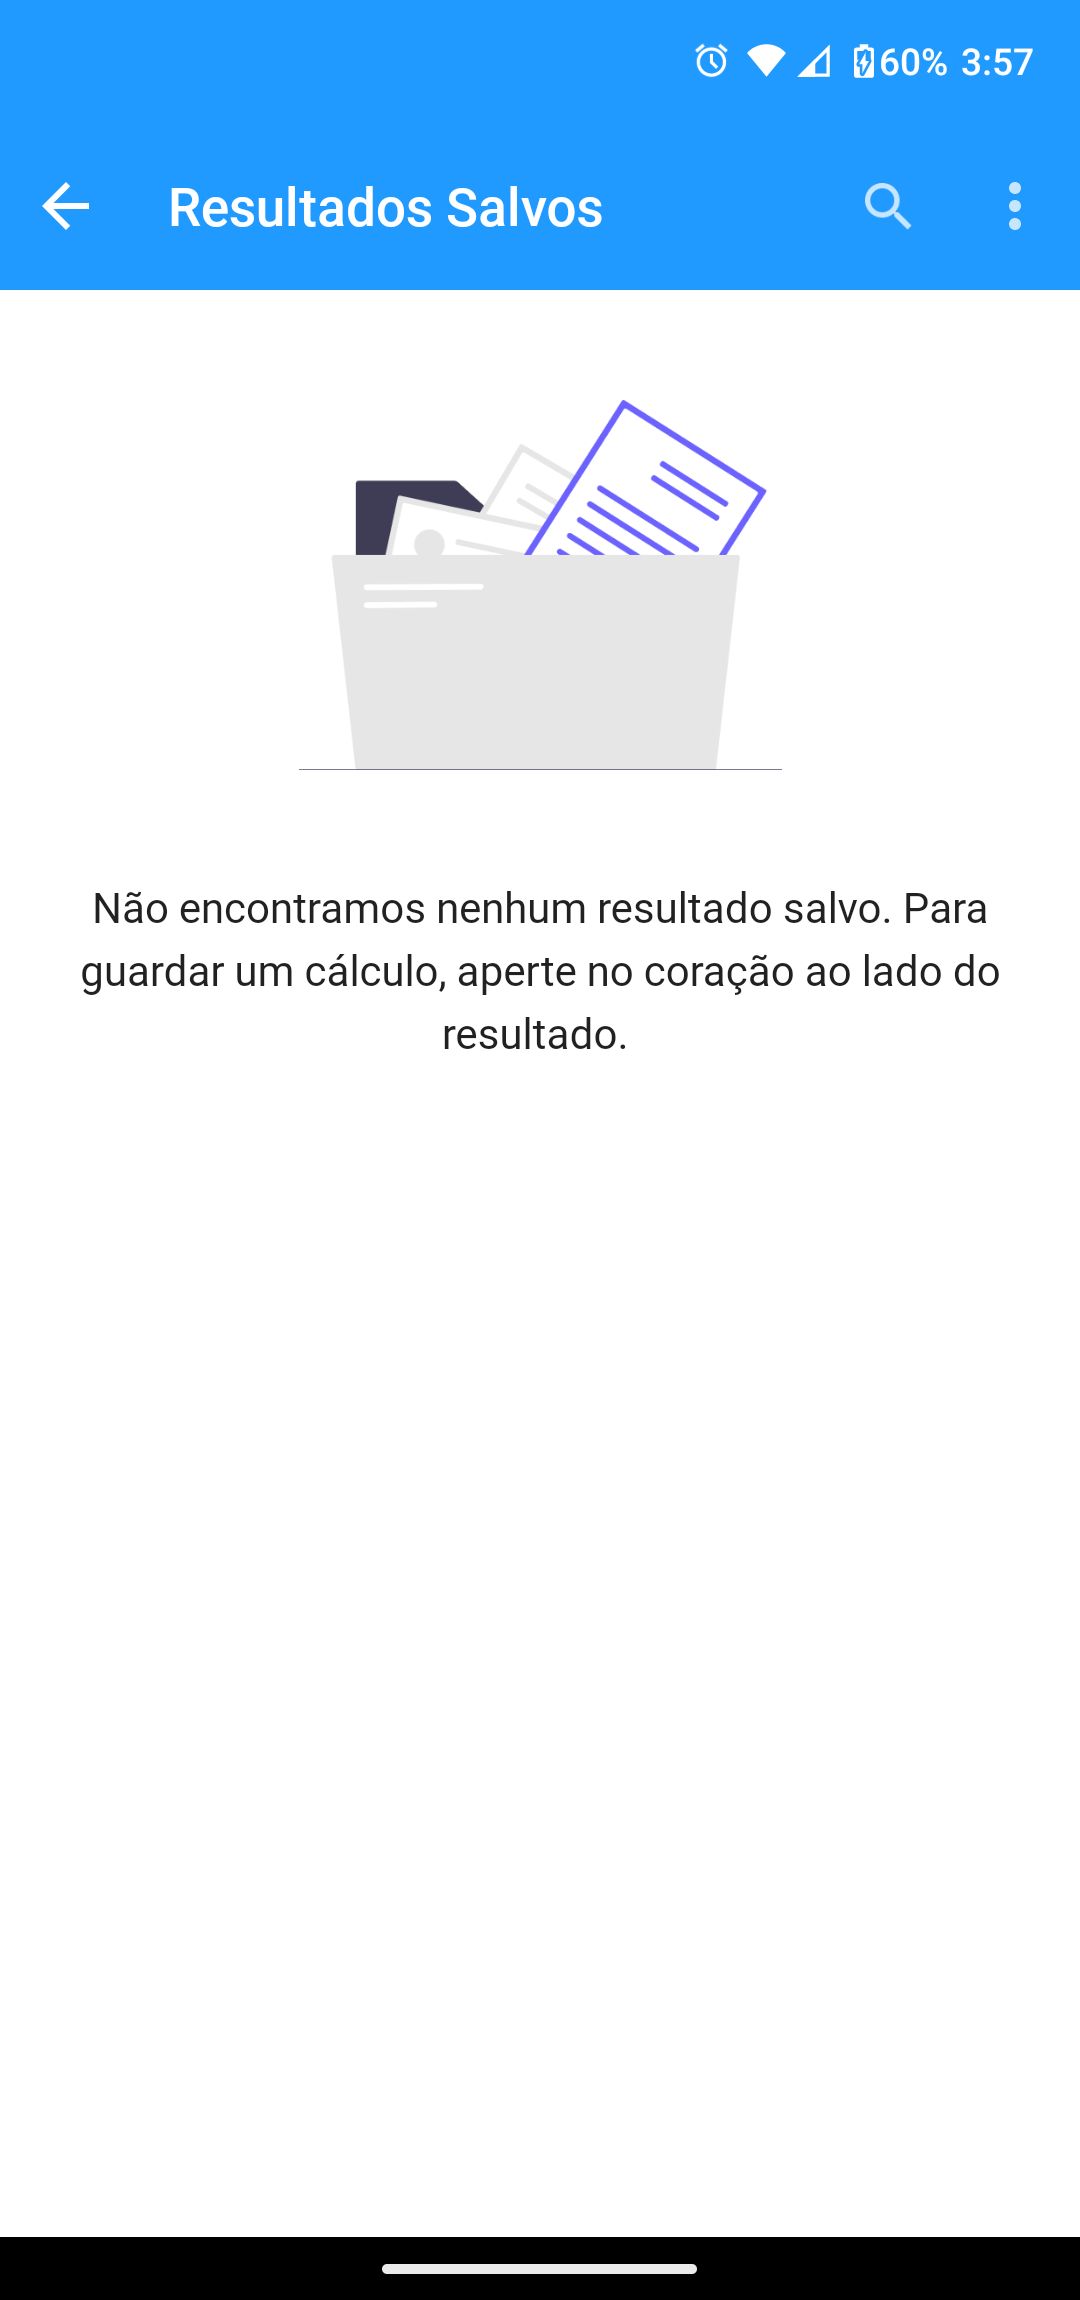 60% 3:57
Resultados Salvos
Não encontramos nenhum resultado salvo. Para
guardar um cálculo, aperte no coração ao lado do
resultado.